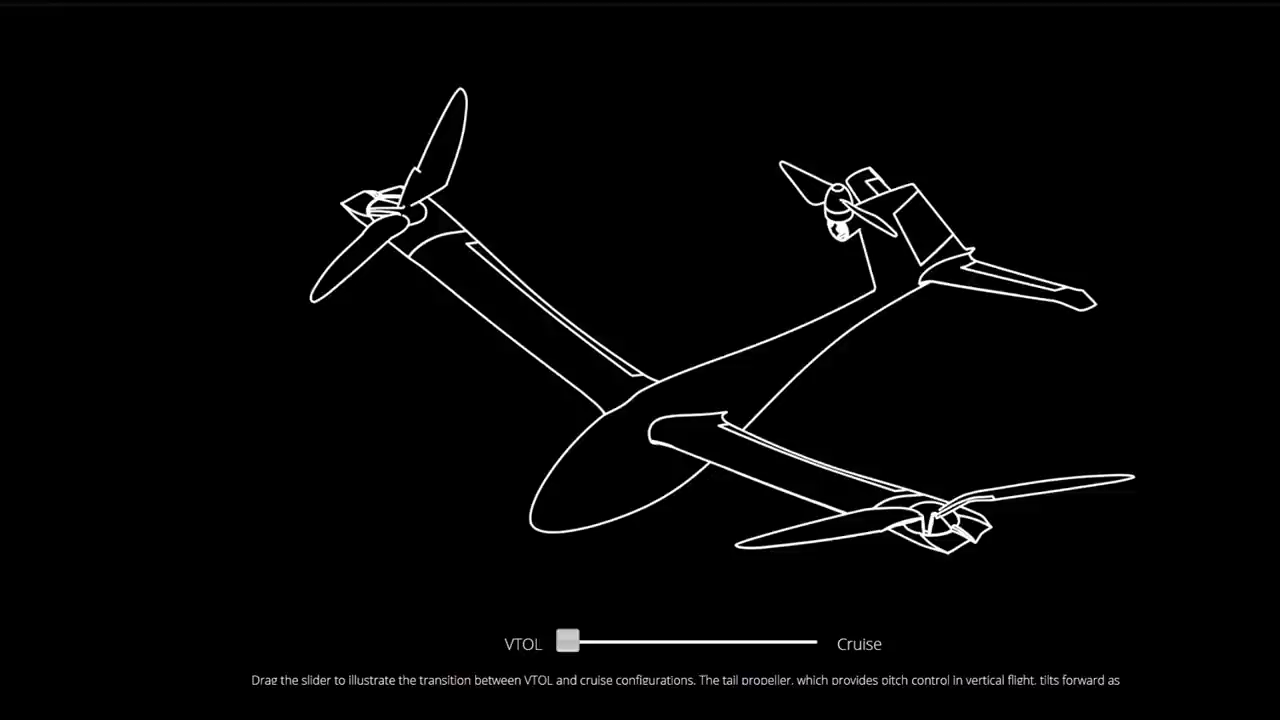 VTOL Cruise
Drag the slider to illustrate the transition between VTOL and cruise configurations. The tail propeller, which provides pitch control in vertical flight, tilts forward as